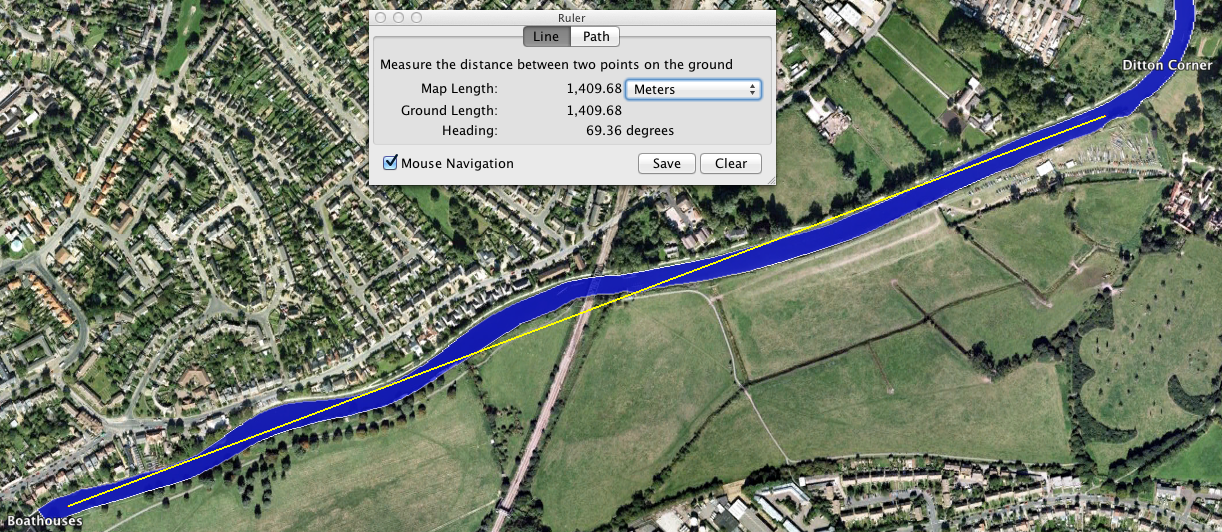 Ruler
Line Path
Measure the distance between two points on the ground
Map Length: 1,409.68 Meters
Ground Length: 1,409.68
Heading: 69.36 degrees
Mouse Navigation Save Clear
Ditton Corner
Boathouses